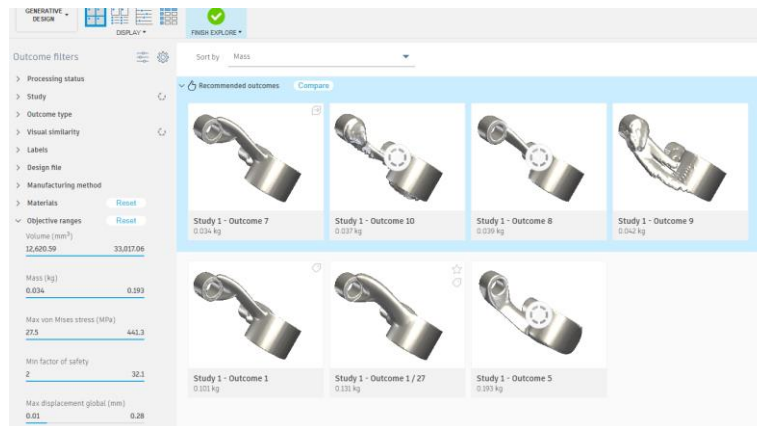 GENERATIVE
DESIGN
DISPLAY
FINISH EXPLORE
Outcome filters
Processing status
Study
Outcome type
Visual similarity
Labels
Design file
Manufacturing method
Materials Reset
Objective ranges Reset
Volume (mm³)
12,620.59 33,017.06
Mass (kg)
0.034 0.193
Max von Mises stress (MPa)
27.5 441.3
Min factor of safety
2 32.1
Max displacement global (mm)
0.01 0.28
Sort by Mass
Recommended outcomes Compare
Study 1 - Outcome 7
0.034 kg
Study 1 - Outcome 10
0.037 kg
Study 1 - Outcome 8
0.039 kg
Study 1 - Outcome 9
0.042 kg
Study 1 - Outcome 1
0.101 kg
Study 1 - Outcome 1 / 27
0.131 kg
Study 1 - Outcome 5
0.193 kg